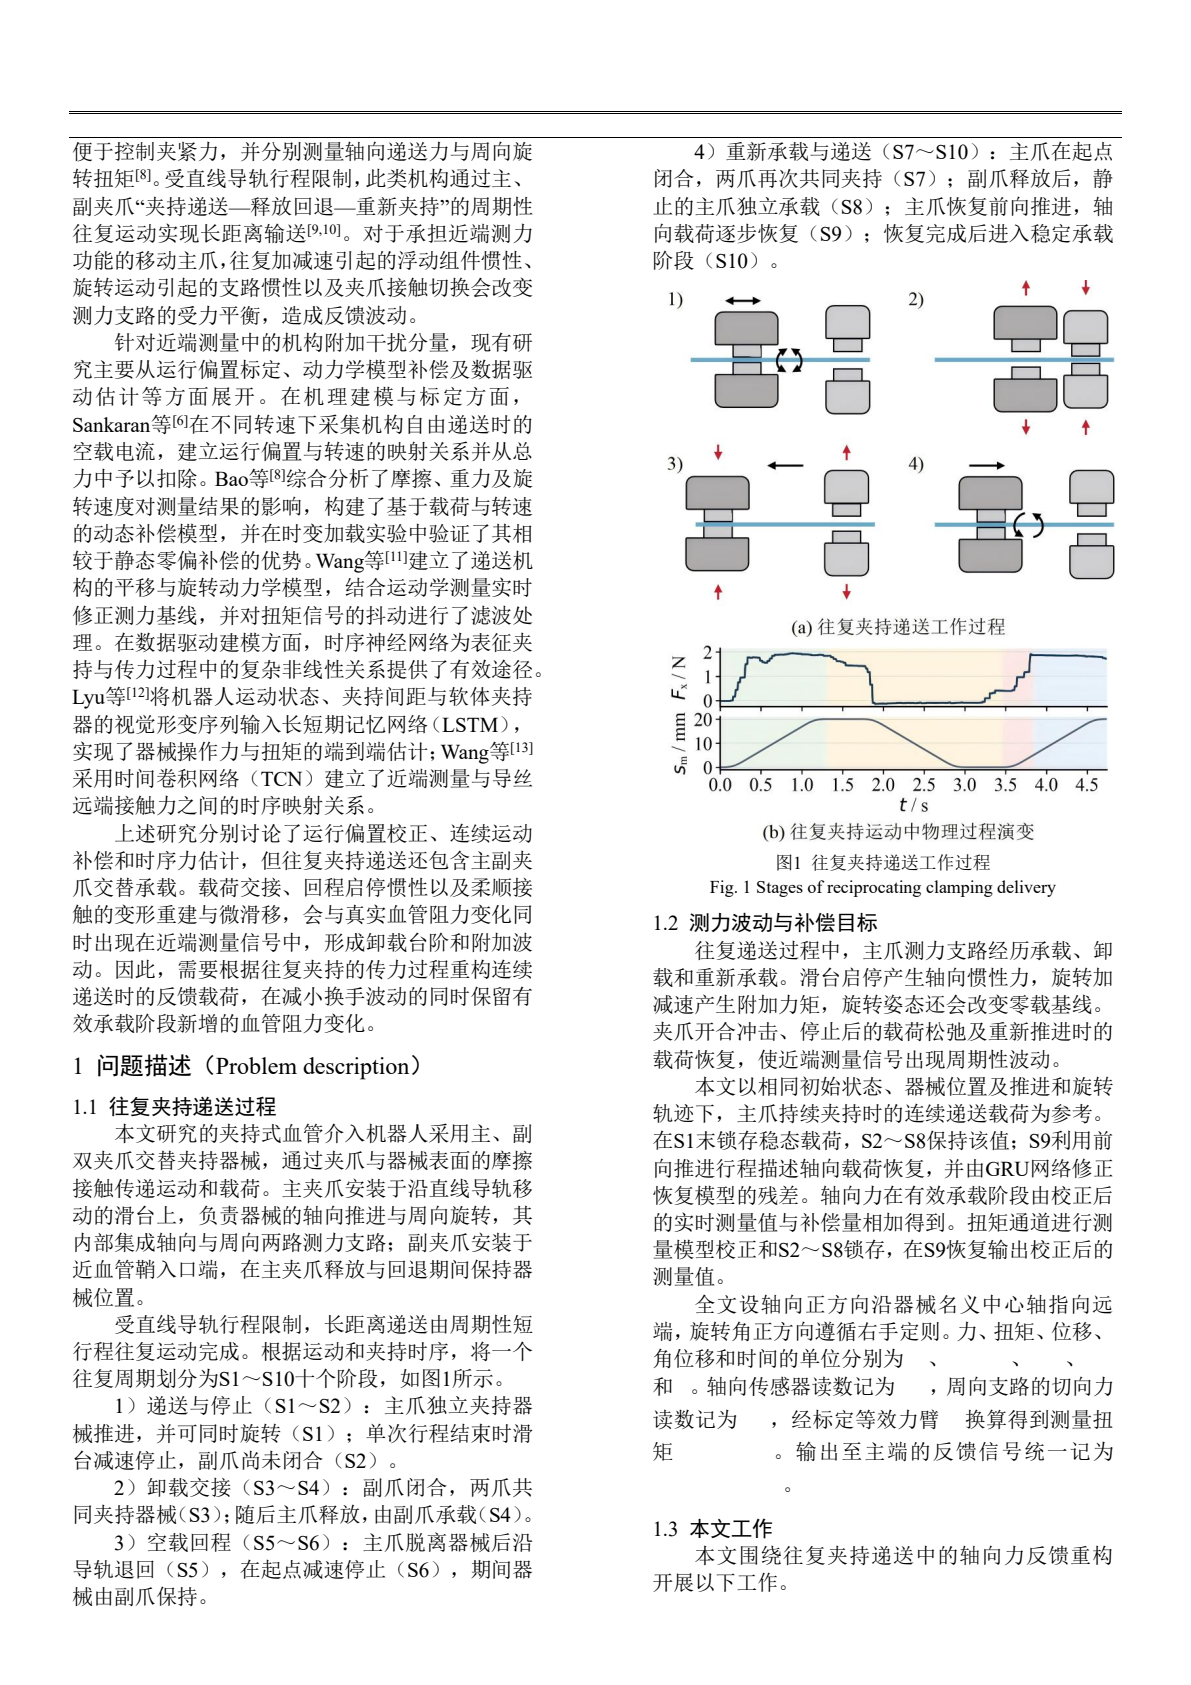 便于控制夹紧力，并分别测量轴向递送力与周向旋
转扭矩[8]。受直线导轨行程限制，此类机构通过主、
副夹爪“夹持递送—释放回退—重新夹持”的周期性
往复运动实现长距离输送[9,10]。对于承担近端测力
功能的移动主爪，往复加减速引起的浮动组件惯性、
旋转运动引起的支路惯性以及夹爪接触切换会改变
测力支路的受力平衡，造成反馈波动。
针对近端测量中的机构附加干扰分量，现有研
究主要从运行偏置标定、动力学模型补偿及数据驱
动估计等方面展开。在机理建模与标定方面，
Sankaran等[6]在不同转速下采集机构自由递送时的
空载电流，建立运行偏置与转速的映射关系并从总
力中予以扣除。Bao等[8]综合分析了摩擦、重力及旋
转速度对测量结果的影响，构建了基于载荷与转速
的动态补偿模型，并在时变加载实验中验证了其相
较于静态零偏补偿的优势。Wang等[11]建立了递送机
构的平移与旋转动力学模型，结合运动学测量实时
修正测力基线，并对扭矩信号的抖动进行了滤波处
理。在数据驱动建模方面，时序神经网络为表征夹
持与传力过程中的复杂非线性关系提供了有效途径。
Lyu等[12]将机器人运动状态、夹持间距与软体夹持
器的视觉形变序列输入长短期记忆网络（LSTM），
实现了器械操作力与扭矩的端到端估计；Wang等[13]
采用时间卷积网络（TCN）建立了近端测量与导丝
远端接触力之间的时序映射关系。
上述研究分别讨论了运行偏置校正、连续运动
补偿和时序力估计，但往复夹持递送还包含主副夹
爪交替承载。载荷交接、回程启停惯性以及柔顺接
触的变形重建与微滑移，会与真实血管阻力变化同
时出现在近端测量信号中，形成卸载台阶和附加波
动。因此，需要根据往复夹持的传力过程重构连续
递送时的反馈载荷，在减小换手波动的同时保留有
效承载阶段新增的血管阻力变化。
1 问题描述（Problem description）
1.1 往复夹持递送过程
本文研究的夹持式血管介入机器人采用主、副
双夹爪交替夹持器械，通过夹爪与器械表面的摩擦
接触传递运动和载荷。主夹爪安装于沿直线导轨移
动的滑台上，负责器械的轴向推进与周向旋转，其
内部集成轴向与周向两路测力支路；副夹爪安装于
近血管鞘入口端，在主夹爪释放与回退期间保持器
械位置。
受直线导轨行程限制，长距离递送由周期性短
行程往复运动完成。根据运动和夹持时序，将一个
往复周期划分为S1～S10十个阶段，如图1所示。
1）递送与停止（S1～S2）：主爪独立夹持器
械推进，并可同时旋转（S1）；单次行程结束时滑
台减速停止，副爪尚未闭合（S2）。
2）卸载交接（S3～S4）：副爪闭合，两爪共
同夹持器械（S3）；随后主爪释放，由副爪承载（S4）。
3）空载回程（S5～S6）：主爪脱离器械后沿
导轨退回（S5），在起点减速停止（S6），期间器
械由副爪保持。
4）重新承载与递送（S7～S10）：主爪在起点
闭合，两爪再次共同夹持（S7）；副爪释放后，静
止的主爪独立承载（S8）；主爪恢复前向推进，轴
向载荷逐步恢复（S9）；恢复完成后进入稳定承载
阶段（S10）。
1)
2)
3)
4)
(a) 往复夹持递送工作过程
Fx / N
2
1
0
Sm / mm
20
10
0
0.0 0.5 1.0 1.5 2.0 2.5 3.0 3.5 4.0 4.5
t / s
(b) 往复夹持运动中物理过程演变
图1 往复夹持递送工作过程
Fig. 1 Stages of reciprocating clamping delivery
1.2 测力波动与补偿目标
往复递送过程中，主爪测力支路经历承载、卸
载和重新承载。滑台启停产生轴向惯性力，旋转加
减速产生附加力矩，旋转姿态还会改变零载基线。
夹爪开合冲击、停止后的载荷松弛及重新推进时的
载荷恢复，使近端测量信号出现周期性波动。
本文以相同初始状态、器械位置及推进和旋转
轨迹下，主爪持续夹持时的连续递送载荷为参考。
在S1末锁存稳态载荷，S2～S8保持该值；S9利用前
向推进行程描述轴向载荷恢复，并由GRU网络修正
恢复模型的残差。轴向力在有效承载阶段由校正后
的实时测量值与补偿量相加得到。扭矩通道进行测
量模型校正和S2～S8锁存，在S9恢复输出校正后的
测量值。
全文设轴向正方向沿器械名义中心轴指向远
端，旋转角正方向遵循右手定则。力、扭矩、位移、
角位移和时间的单位分别为 、 、 、
和 。轴向传感器读数记为 ，周向支路的切向力
读数记为 ，经标定等效力臂 换算得到测量扭
矩 。输出至主端的反馈信号统一记为
。
1.3 本文工作
本文围绕往复夹持递送中的轴向力反馈重构
开展以下工作。